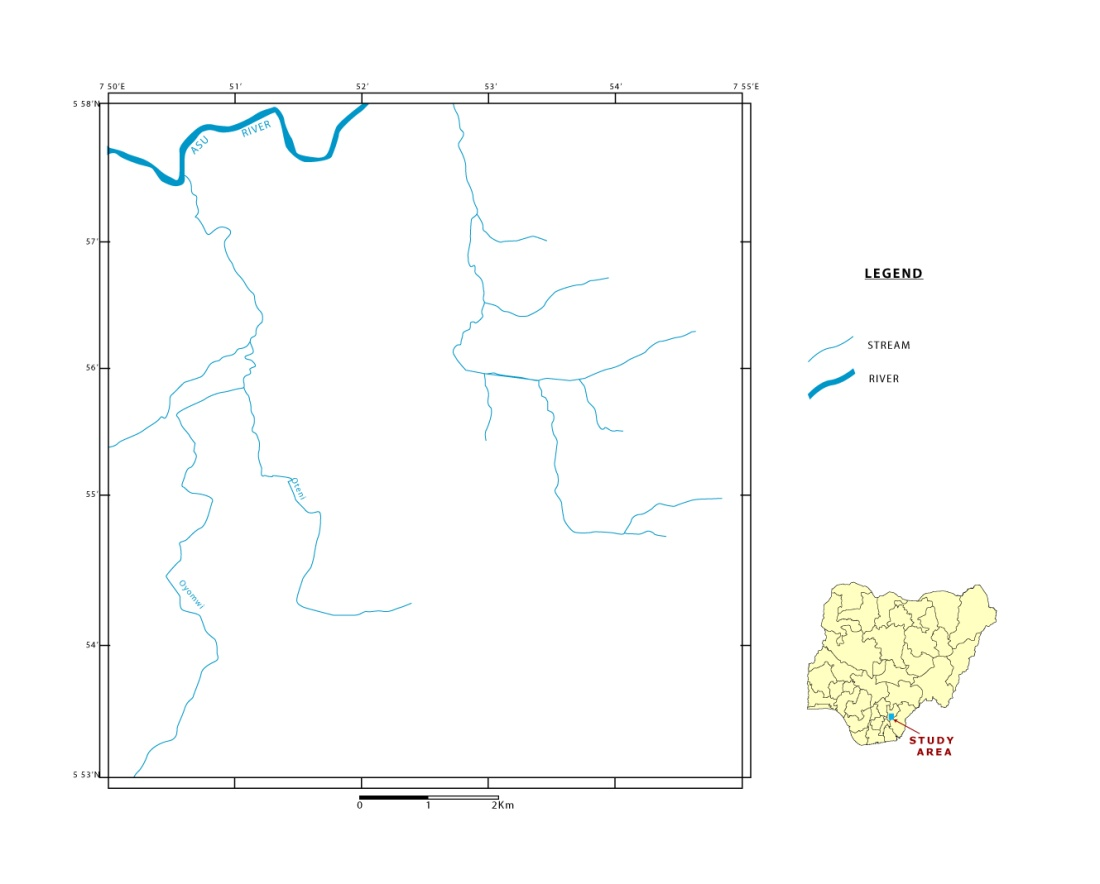 7 50'E 51' 52' 53' 54' 7 55'E
5 58'N
ASU RIVER
57'
LEGEND
STREAM
56'
RIVER
55'
Oteni
Oyomwi
54'
STUDY
AREA
5 53'N
0 1 2Km